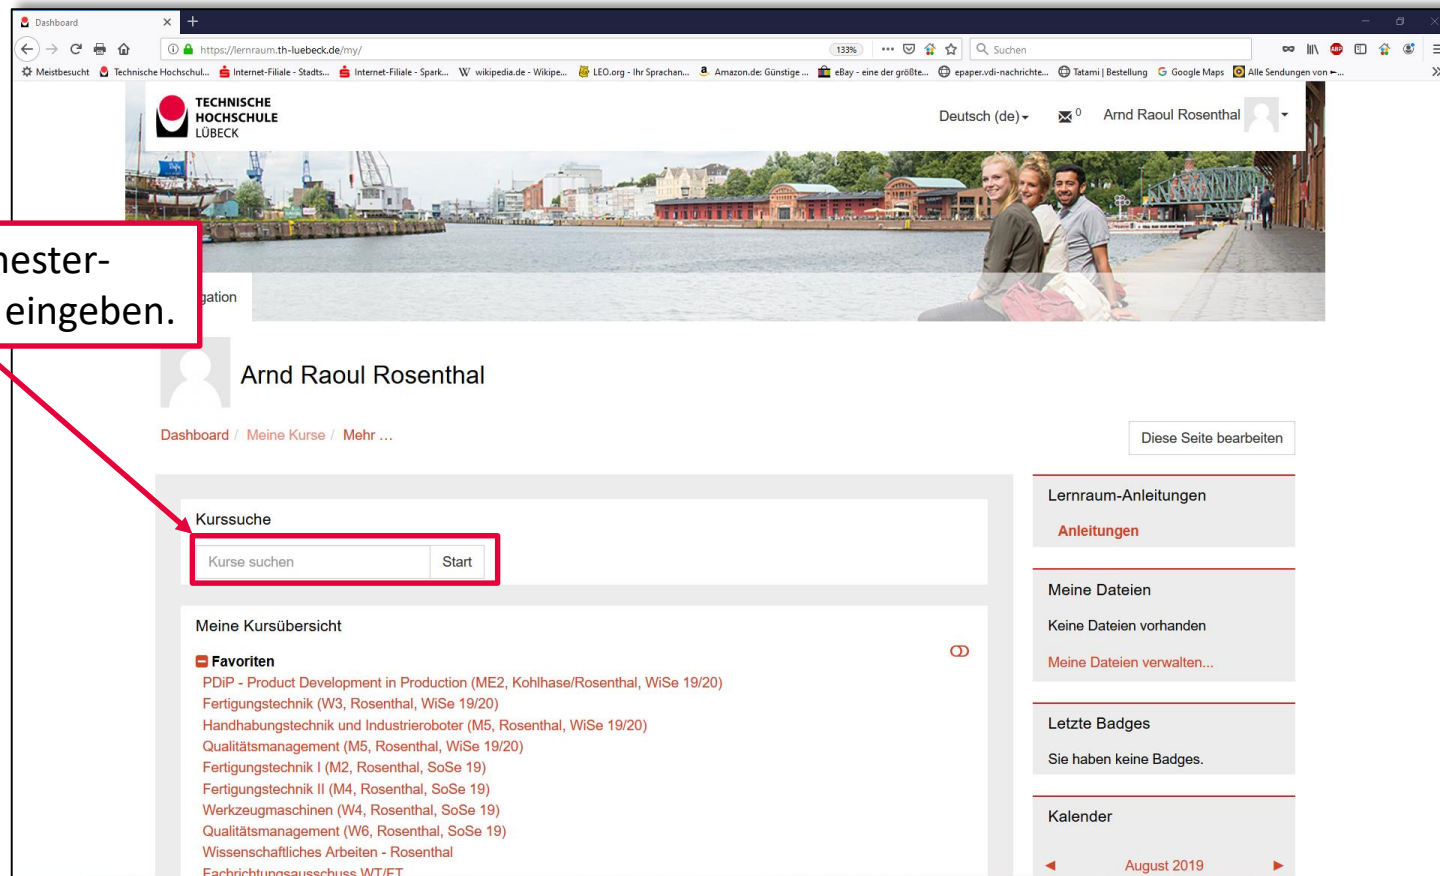 Dashboard
https://lernraum.th-luebeck.de/my/
133%
Suchen
Meistbesucht Technische Hochschul... Internet-Filiale - Stadts... Internet-Filiale - Spark... wikipedia.de - Wikipe... LEO.org - Ihr Sprachan... Amazon.de: Günstige ... eBay - eine der größte... epaper.vdi-nachrichte... Tatami | Bestellung Google Maps Alle Sendungen von ...
TECHNISCHE
HOCHSCHULE
LÜBECK
Deutsch (de)
0
Arnd Raoul Rosenthal
nester-
eingeben.
gation
Arnd Raoul Rosenthal
Dashboard / Meine Kurse / Mehr ...
Diese Seite bearbeiten
Kurssuche
Kurse suchen
Start
Meine Kursübersicht
Favoriten
PDiP - Product Development in Production (ME2, Kohlhase/Rosenthal, WiSe 19/20)
Fertigungstechnik (W3, Rosenthal, WiSe 19/20)
Handhabungstechnik und Industrieroboter (M5, Rosenthal, WiSe 19/20)
Qualitätsmanagement (M5, Rosenthal, WiSe 19/20)
Fertigungstechnik I (M2, Rosenthal, SoSe 19)
Fertigungstechnik II (M4, Rosenthal, SoSe 19)
Werkzeugmaschinen (W4, Rosenthal, SoSe 19)
Qualitätsmanagement (W6, Rosenthal, SoSe 19)
Wissenschaftliches Arbeiten - Rosenthal
Fachrichtungsausschuss WT/FT
Lernraum-Anleitungen
Anleitungen
Meine Dateien
Keine Dateien vorhanden
Meine Dateien verwalten...
Letzte Badges
Sie haben keine Badges.
Kalender
August 2019